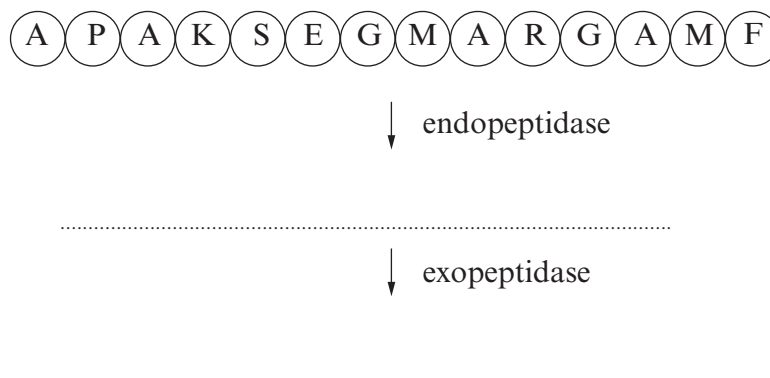 A P A K S E G M A R G A M F
endopeptidase
exopeptidase